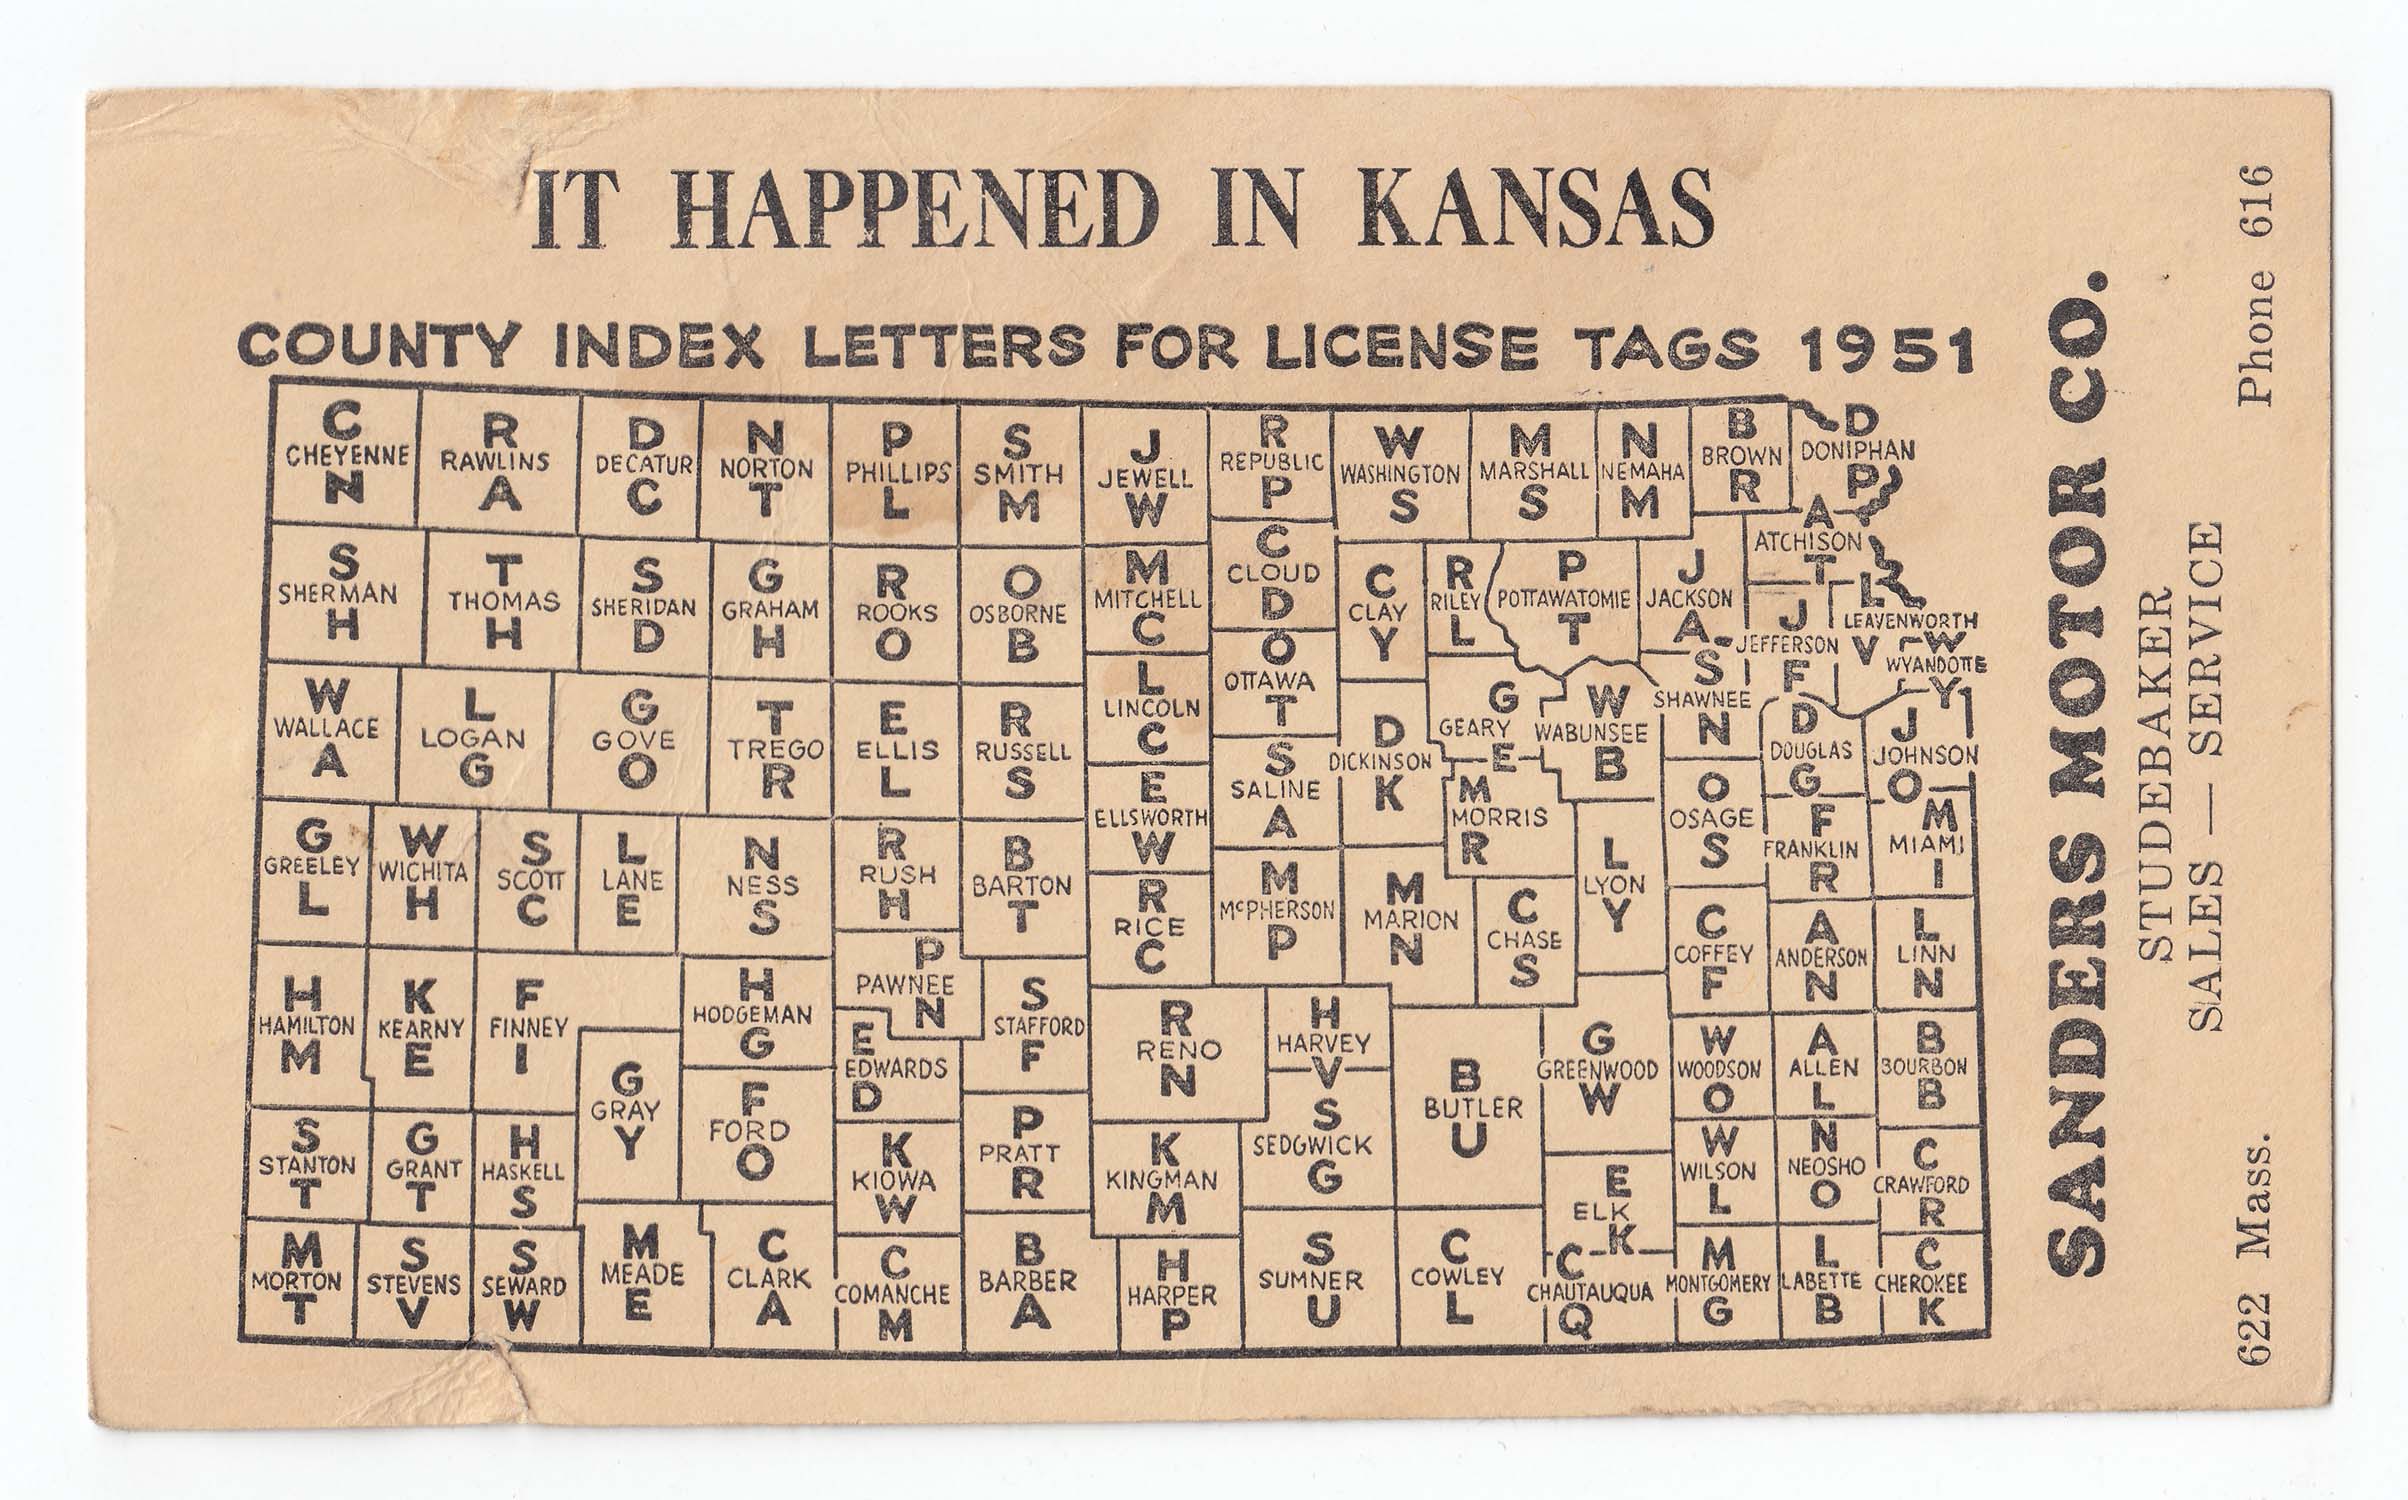 IT HAPPENED IN KANSAS
COUNTY INDEX LETTERS FOR LICENSE TAGS 1951
C
CHEYENNE
N
R
RAWLINS
A
D
DECATUR
C
N
NORTON
T
P
PHILLIPS
L
S
SMITH
M
J
JEWELL
W
R
REPUBLIC
P
W
WASHINGTON
S
M
MARSHALL
S
N
NEMAHA
M
B
BROWN
R
D
DONIPHAN
P
S
SHERMAN
H
T
THOMAS
H
S
SHERIDAN
D
G
GRAHAM
H
R
ROOKS
O
O
OSBORNE
B
M
MITCHELL
C
C
CLOUD
D
C
CLAY
Y
R
RILEY
L
P
POTTAWATOMIE
T
J
JACKSON
A
A
ATCHISON
T
J
JEFFERSON
F
L
LEAVENWORTH
V
W
WYANDOTTE
Y
W
WALLACE
A
L
LOGAN
G
G
GOVE
O
T
TREGO
R
E
ELLIS
L
R
RUSSELL
S
L
LINCOLN
C
O
OTTAWA
T
S
SALINE
A
D
DICKINSON
K
G
GEARY
E
W
WABUNSEE
B
S
SHAWNEE
N
D
DOUGLAS
G
J
JOHNSON
O
G
GREELEY
L
W
WICHITA
H
S
SCOTT
C
L
LANE
E
N
NESS
S
R
RUSH
H
B
BARTON
T
E
ELLSWORTH
W
R
RICE
C
M
McPHERSON
P
M
MARION
N
M
MORRIS
R
C
CHASE
S
L
LYON
Y
O
OSAGE
S
F
FRANKLIN
R
M
MIAMI
I
H
HAMILTON
M
K
KEARNY
E
F
FINNEY
I
H
HODGEMAN
G
P
PAWNEE
N
S
STAFFORD
F
E
EDWARDS
D
R
RENO
N
H
HARVEY
V
B
BUTLER
U
G
GREENWOOD
W
C
COFFEY
F
A
ANDERSON
N
L
LINN
N
W
WOODSON
O
A
ALLEN
L
B
BOURBON
B
S
STANTON
T
G
GRANT
T
H
HASKELL
S
G
GRAY
Y
F
FORD
O
K
KIOWA
W
P
PRATT
R
K
KINGMAN
M
S
SEDGWICK
G
E
ELK
K
W
WILSON
L
N
NEOSHO
O
C
CRAWFORD
R
M
MORTON
T
S
STEVENS
V
S
SEWARD
W
M
MEADE
E
C
CLARK
A
C
COMANCHE
M
B
BARBER
A
H
HARPER
P
S
SUMNER
U
C
COWLEY
L
C
CHAUTAUQUA
Q
M
MONTGOMERY
G
L
LABETTE
B
C
CHEROKEE
K
SANDERS MOTOR CO.
STUDEBAKER
SALES — SERVICE
622 Mass. Phone 616